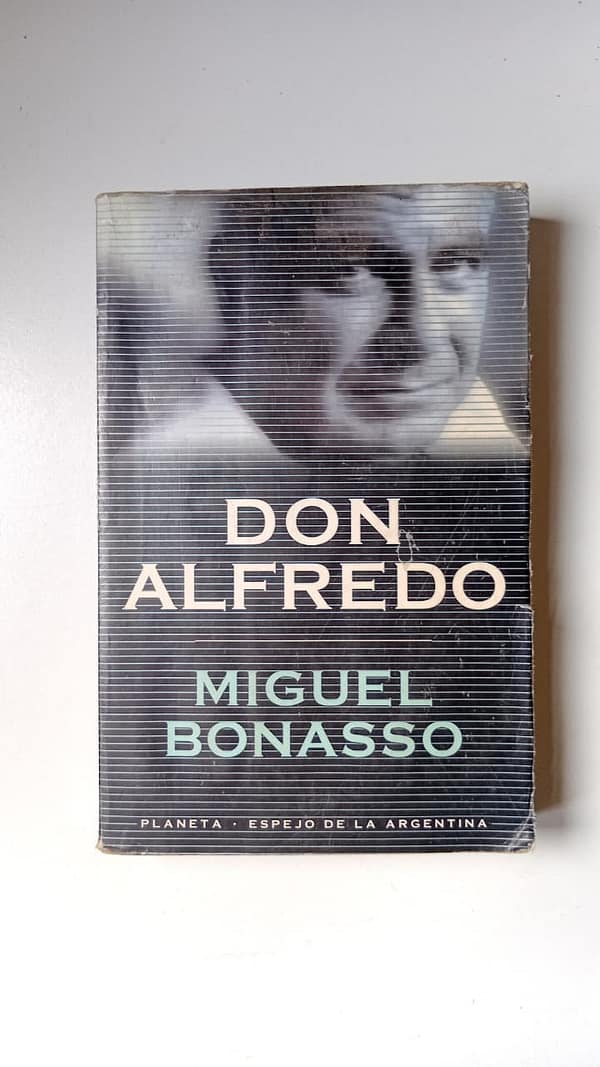 DON
ALFREDO
MIGUEL
BONASSO
PLANETA · ESPEJO DE LA ARGENTINA